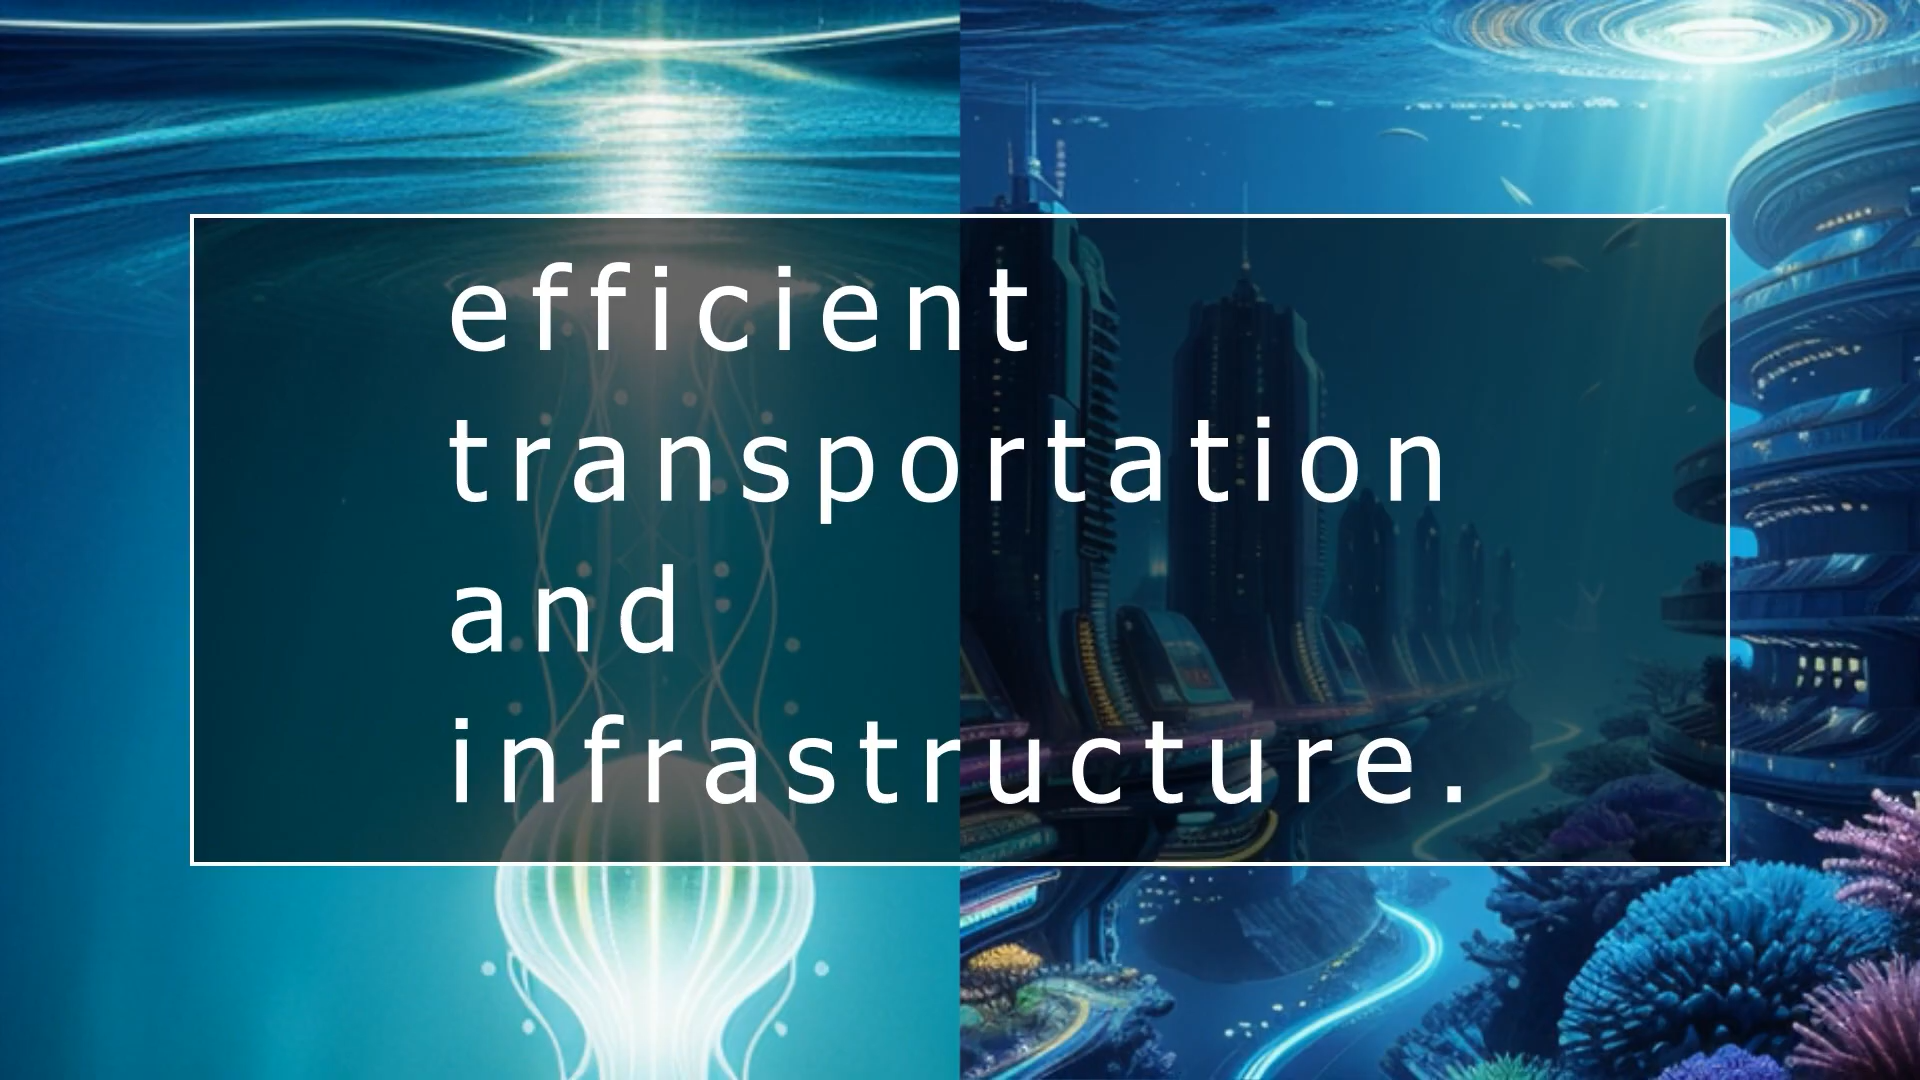 efficient
transportation
and
infrastructure.